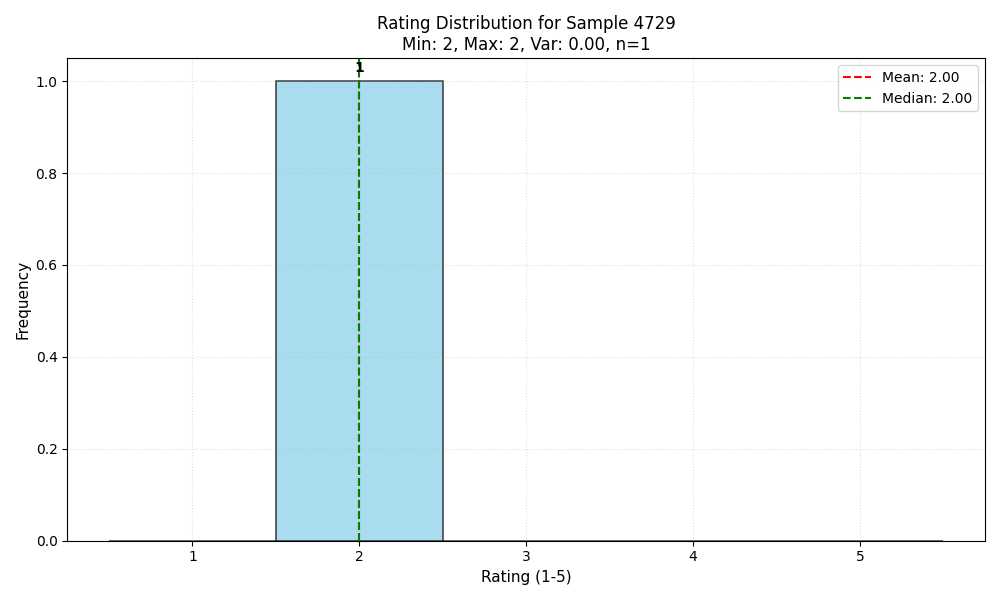 Rating Distribution for Sample 4729
Min: 2, Max: 2, Var: 0.00, n=1
1
Mean: 2.00
Median: 2.00
1.0
0.8
0.6
0.4
0.2
0.0
Frequency
1 2 3 4 5
Rating (1-5)